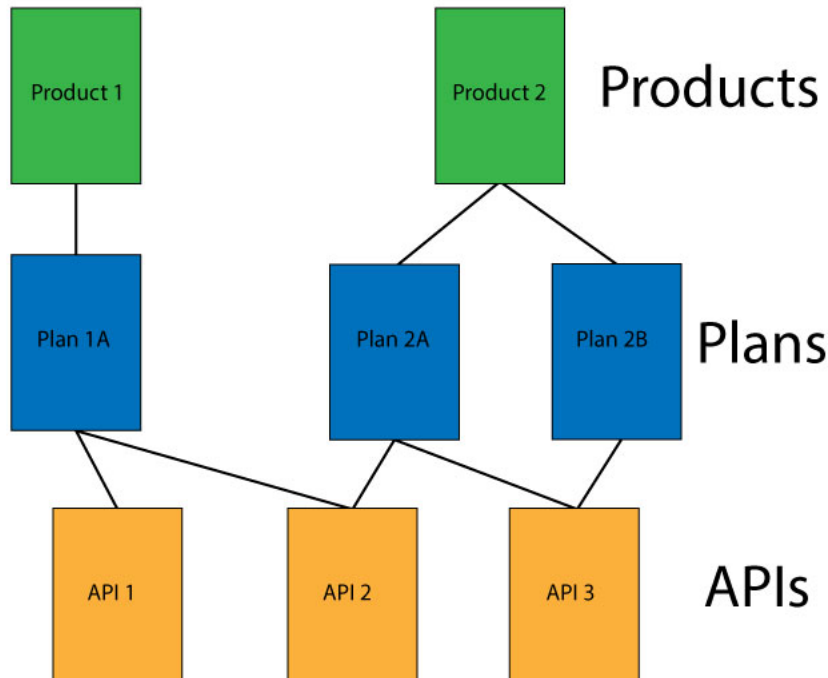 Product 1
Product 2
Products
Plan 1A
Plan 2A
Plan 2B
Plans
API 1
API 2
API 3
APIs